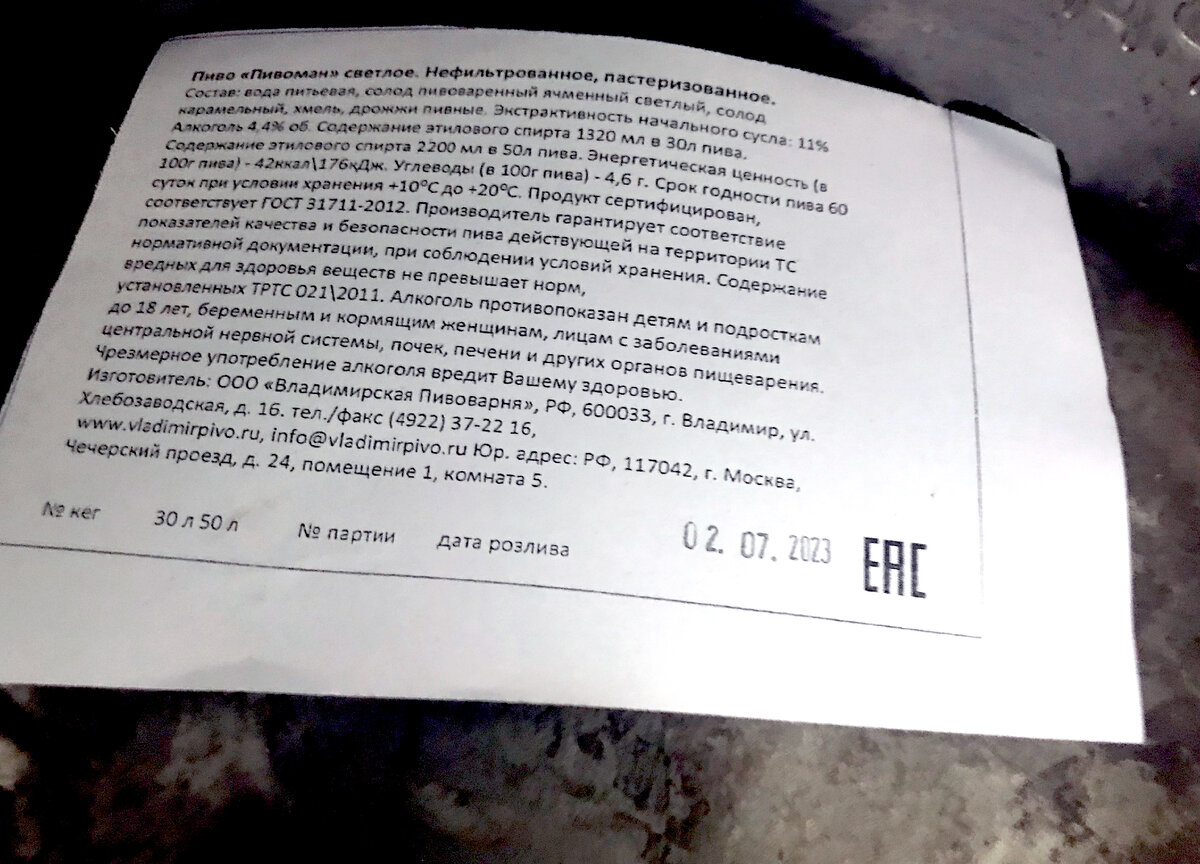 Пиво «Пивоман» светлое. Нефильтрованное, пастеризованное.
Состав: вода питьевая, солод пивоваренный ячменный светлый, солод
карамельный, хмель, дрожжи пивные. Экстрактивность начального сусла: 11%
Алкоголь 4,4% об. Содержание этилового спирта 1320 мл в 30л пива,
Содержание этилового спирта 2200 мл в 50л пива. Энергетическая ценность (в
100г пива) - 42ккал\176кДж. Углеводы (в 100г пива) - 4,6 г. Срок годности пива 60
суток при условии хранения +10°С до +20°С. Продукт сертифицирован,
соответствует ГОСТ 31711-2012. Производитель гарантирует соответствие
показателей качества и безопасности пива действующей на территории ТС
нормативной документации, при соблюдении условий хранения. Содержание
вредных для здоровья веществ не превышает норм,
установленных ТРТС 021\2011. Алкоголь противопоказан детям и подросткам
до 18 лет, беременным и кормящим женщинам, лицам с заболеваниями
центральной нервной системы, почек, печени и других органов пищеварения.
Чрезмерное употребление алкоголя вредит Вашему здоровью.
Изготовитель: ООО «Владимирская Пивоварня», РФ, 600033, г. Владимир, ул.
Хлебозаводская, д. 16. тел./факс (4922) 37-22 16,
www.vladimirpivo.ru, info@vladimirpivo.ru Юр. адрес: РФ, 117042, г. Москва,
Чечерский проезд, д. 24, помещение 1, комната 5.
№ кег 30 л 50 л № партии дата розлива 02. 07. 2023 EAC